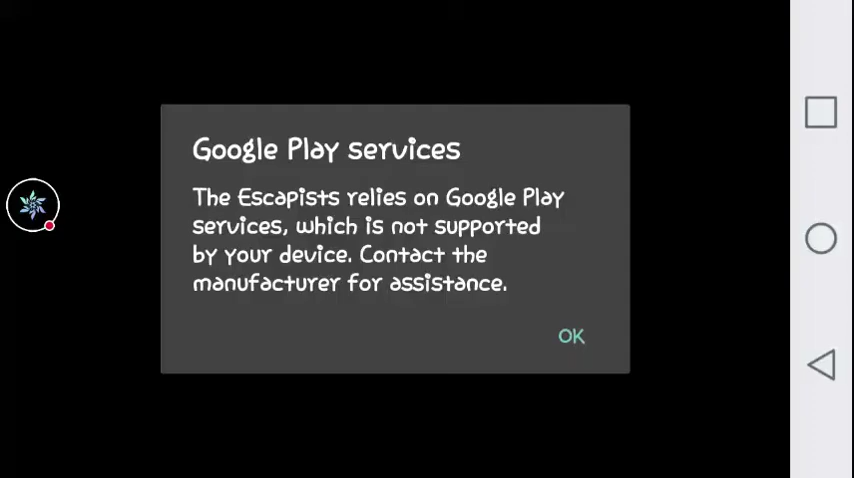 Google Play services
The Escapists relies on Google Play
services, which is not supported
by your device. Contact the
manufacturer for assistance.
OK